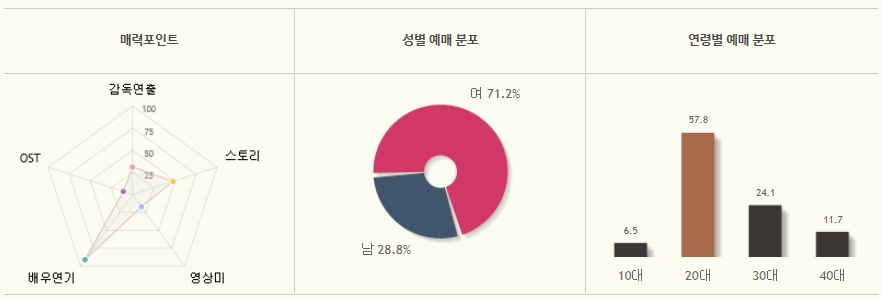 매력포인트
감독연출
100
75
50
25
스토리
OST
배우연기
영상미
성별 예매 분포
여 71.2%
남 28.8%
연령별 예매 분포
6.5
57.8
24.1
11.7
10대
20대
30대
40대